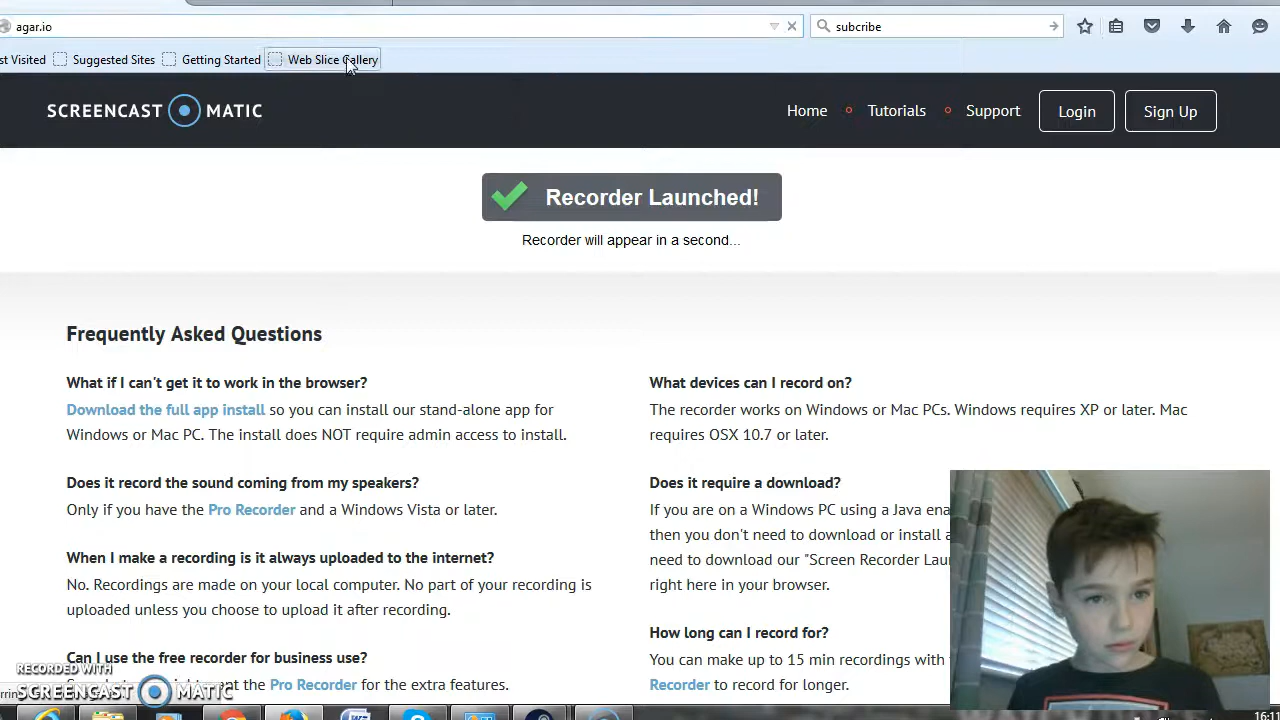 agar.io
subcribe
st Visited Suggested Sites Getting Started Web Slice Gallery
SCREENCAST MATIC
Home Tutorials Support Login Sign Up
Recorder Launched!
Recorder will appear in a second...
Frequently Asked Questions
What if I can't get it to work in the browser?
Download the full app install so you can install our stand-alone app for
Windows or Mac PC. The install does NOT require admin access to install.
Does it record the sound coming from my speakers?
Only if you have the Pro Recorder and a Windows Vista or later.
When I make a recording is it always uploaded to the internet?
No. Recordings are made on your local computer. No part of your recording is
uploaded unless you choose to upload it after recording.
Can I use the free recorder for business use?
the Pro Recorder for the extra features.
What devices can I record on?
The recorder works on Windows or Mac PCs. Windows requires XP or later. Mac
requires OSX 10.7 or later.
Does it require a download?
If you are on a Windows PC using a Java ena
then you don't need to download or install a
need to download our "Screen Recorder Lau
right here in your browser.
How long can I record for?
You can make up to 15 min recordings with
Recorder to record for longer.
RECORDED WITH
SCREENCAST MATIC
16:11